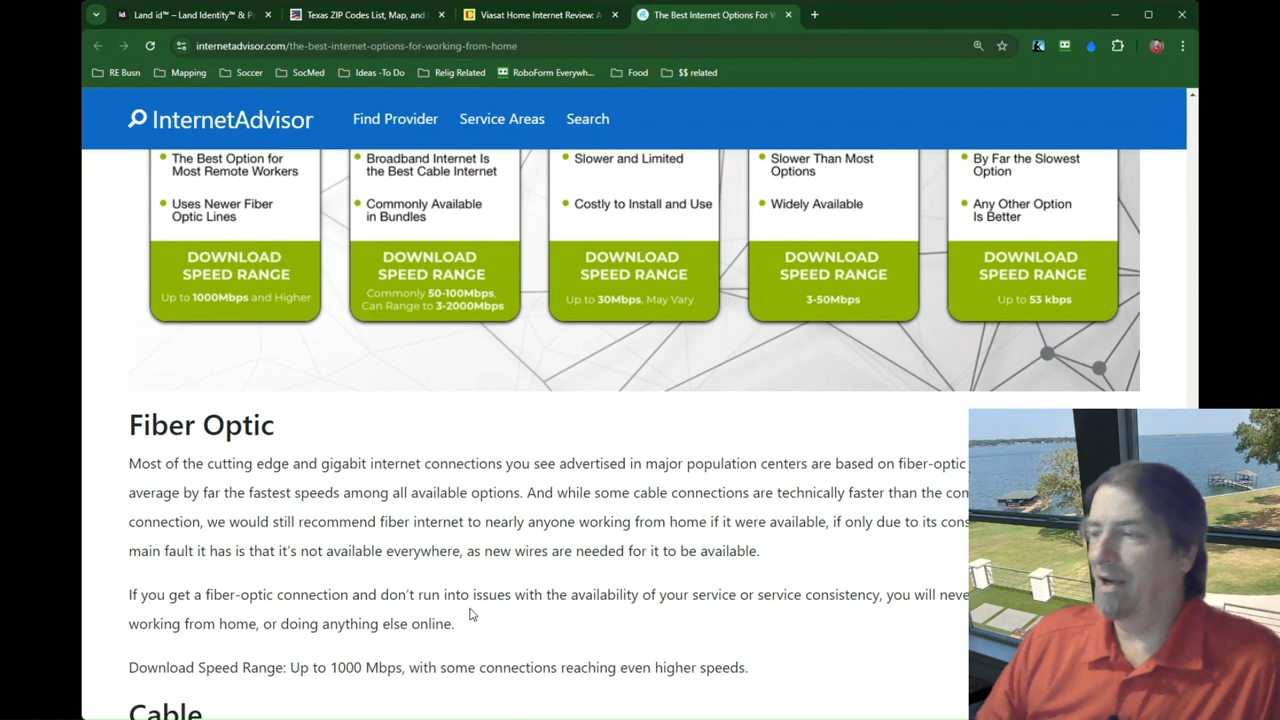 Land id™ – Land Identity™ & P
Texas ZIP Codes List, Map, and
Viasat Home Internet Review: A
The Best Internet Options For W
internetadvisor.com/the-best-internet-options-for-working-from-home
RE Busn
Mapping
Soccer
SocMed
Ideas -To Do
Relig Related
RoboForm Everywh...
Food
$$ related
InternetAdvisor
Find Provider
Service Areas
Search
The Best Option for
Most Remote Workers
Uses Newer Fiber
Optic Lines
DOWNLOAD
SPEED RANGE
Up to 1000Mbps and Higher
Broadband Internet Is
the Best Cable Internet
Commonly Available
in Bundles
DOWNLOAD
SPEED RANGE
Commonly 50-100Mbps,
Can Range to 3-2000Mbps
Slower and Limited
Costly to Install and Use
DOWNLOAD
SPEED RANGE
Up to 30Mbps, May Vary
Slower Than Most
Options
Widely Available
DOWNLOAD
SPEED RANGE
3-50Mbps
By Far the Slowest
Option
Any Other Option
Is Better
DOWNLOAD
SPEED RANGE
Up to 53 kbps
Fiber Optic
Most of the cutting edge and gigabit internet connections you see advertised in major population centers are based on fiber-optic
average by far the fastest speeds among all available options. And while some cable connections are technically faster than the com
connection, we would still recommend fiber internet to nearly anyone working from home if it were available, if only due to its cons
main fault it has is that it's not available everywhere, as new wires are needed for it to be available.
If you get a fiber-optic connection and don't run into issues with the availability of your service or service consistency, you will neve
working from home, or doing anything else online.
Download Speed Range: Up to 1000 Mbps, with some connections reaching even higher speeds.
Cable